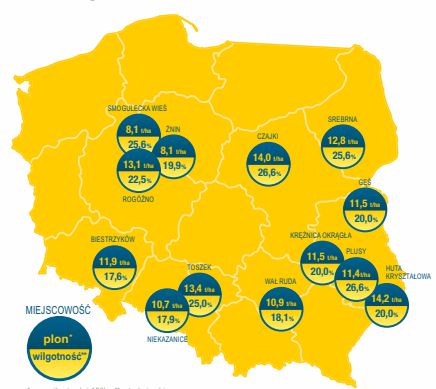 SMOGULECKA WIEŚ
8,1 t/ha
25,6%
ŻNIN
8,1 t/ha
19,9%
13,1 t/ha
22,5%
ROGOŹNO
CZAJKI
14,0 t/ha
26,6%
SREBRNA
12,8 t/ha
25,6%
GĘŚ
11,5 t/ha
20,0%
BIESTRZYKÓW
11,9 t/ha
17,6%
TOSZEK
13,4 t/ha
25,0%
10,7 t/ha
17,9%
NIEKAZANICE
WAŁ RUDA
10,9 t/ha
18,1%
KRĘŻNICA OKRĄGŁA
11,5 t/ha
20,0%
PLUSY
11,4 t/ha
26,6%
HUTA
KRYSZTAŁOWA
14,2 t/ha
20,0%
MIEJSCOWOŚĆ
plon*
wilgotność**